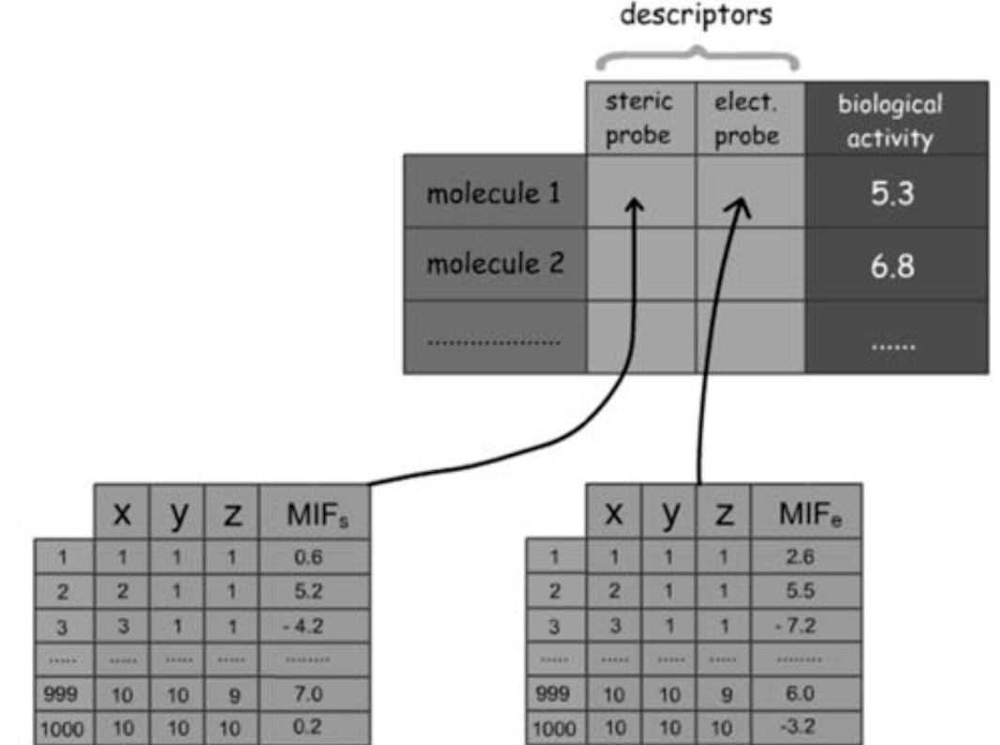 descriptors
steric probe elect. probe biological activity
molecule 1 5.3
molecule 2 6.8
................... ......
x y z MIFs
1 1 1 1 0.6
2 2 1 1 5.2
3 3 1 1 - 4.2
..... ..... ..... ..... ........
999 10 10 9 7.0
1000 10 10 10 0.2
x y z MIFe
1 1 1 1 2.6
2 2 1 1 5.5
3 3 1 1 - 7.2
..... ..... ..... ..... ........
999 10 10 9 6.0
1000 10 10 10 -3.2